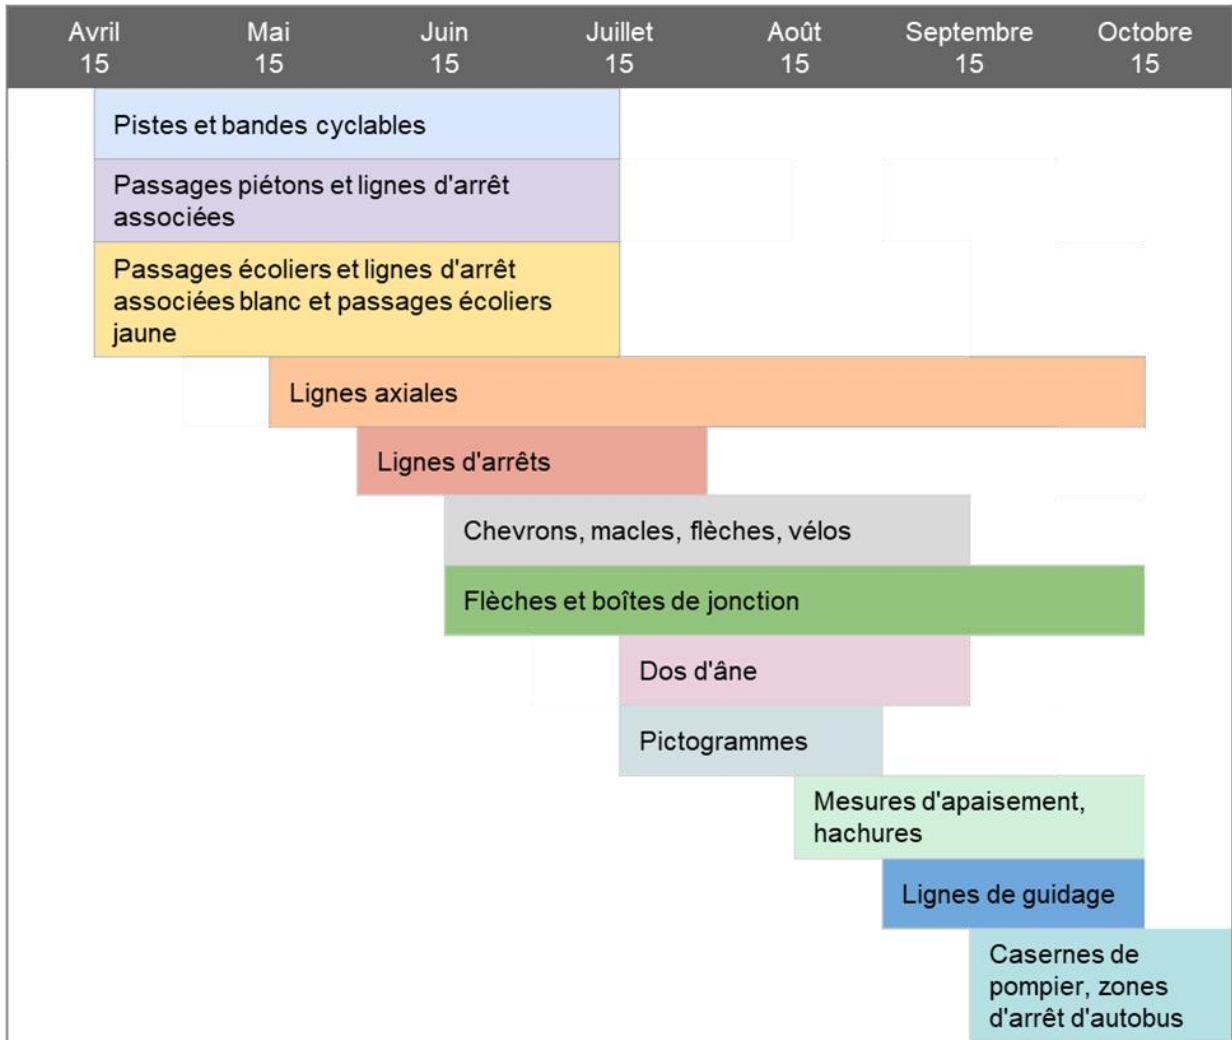 Avril Mai Juin Juillet Août Septembre Octobre
15 15 15 15 15 15 15
Pistes et bandes cyclables
Passages piétons et lignes d'arrêt
associées
Passages écoliers et lignes d'arrêt
associées blanc et passages écoliers
jaune
Lignes axiales
Lignes d'arrêts
Chevrons, macles, flèches, vélos
Flèches et boîtes de jonction
Dos d'âne
Pictogrammes
Mesures d'apaisement,
hachures
Lignes de guidage
Casernes de
pompier, zones
d'arrêt d'autobus